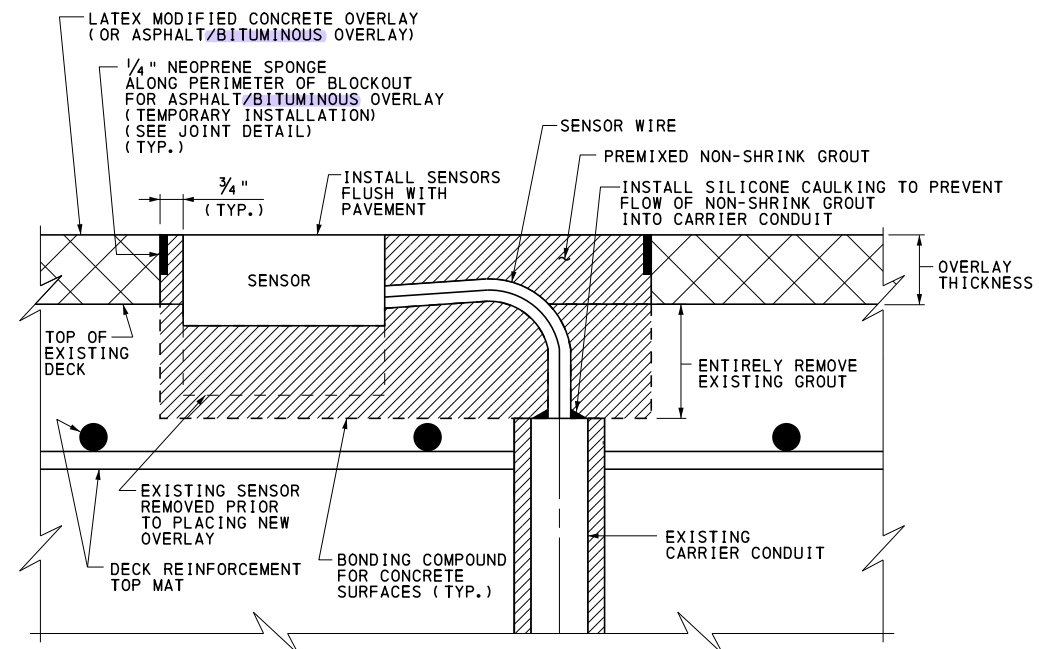 LATEX MODIFIED CONCRETE OVERLAY
(OR ASPHALT/BITUMINOUS OVERLAY)
1/4" NEOPRENE SPONGE
ALONG PERIMETER OF BLOCKOUT
FOR ASPHALT/BITUMINOUS OVERLAY
(TEMPORARY INSTALLATION)
(SEE JOINT DETAIL)
(TYP.)
SENSOR WIRE
PREMIXED NON-SHRINK GROUT
3/4"
(TYP.)
INSTALL SENSORS
FLUSH WITH
PAVEMENT
INSTALL SILICONE CAULKING TO PREVENT
FLOW OF NON-SHRINK GROUT
INTO CARRIER CONDUIT
SENSOR
OVERLAY
THICKNESS
TOP OF
EXISTING
DECK
ENTIRELY REMOVE
EXISTING GROUT
EXISTING SENSOR
REMOVED PRIOR
TO PLACING NEW
OVERLAY
DECK REINFORCEMENT
TOP MAT
BONDING COMPOUND
FOR CONCRETE
SURFACES (TYP.)
EXISTING
CARRIER CONDUIT